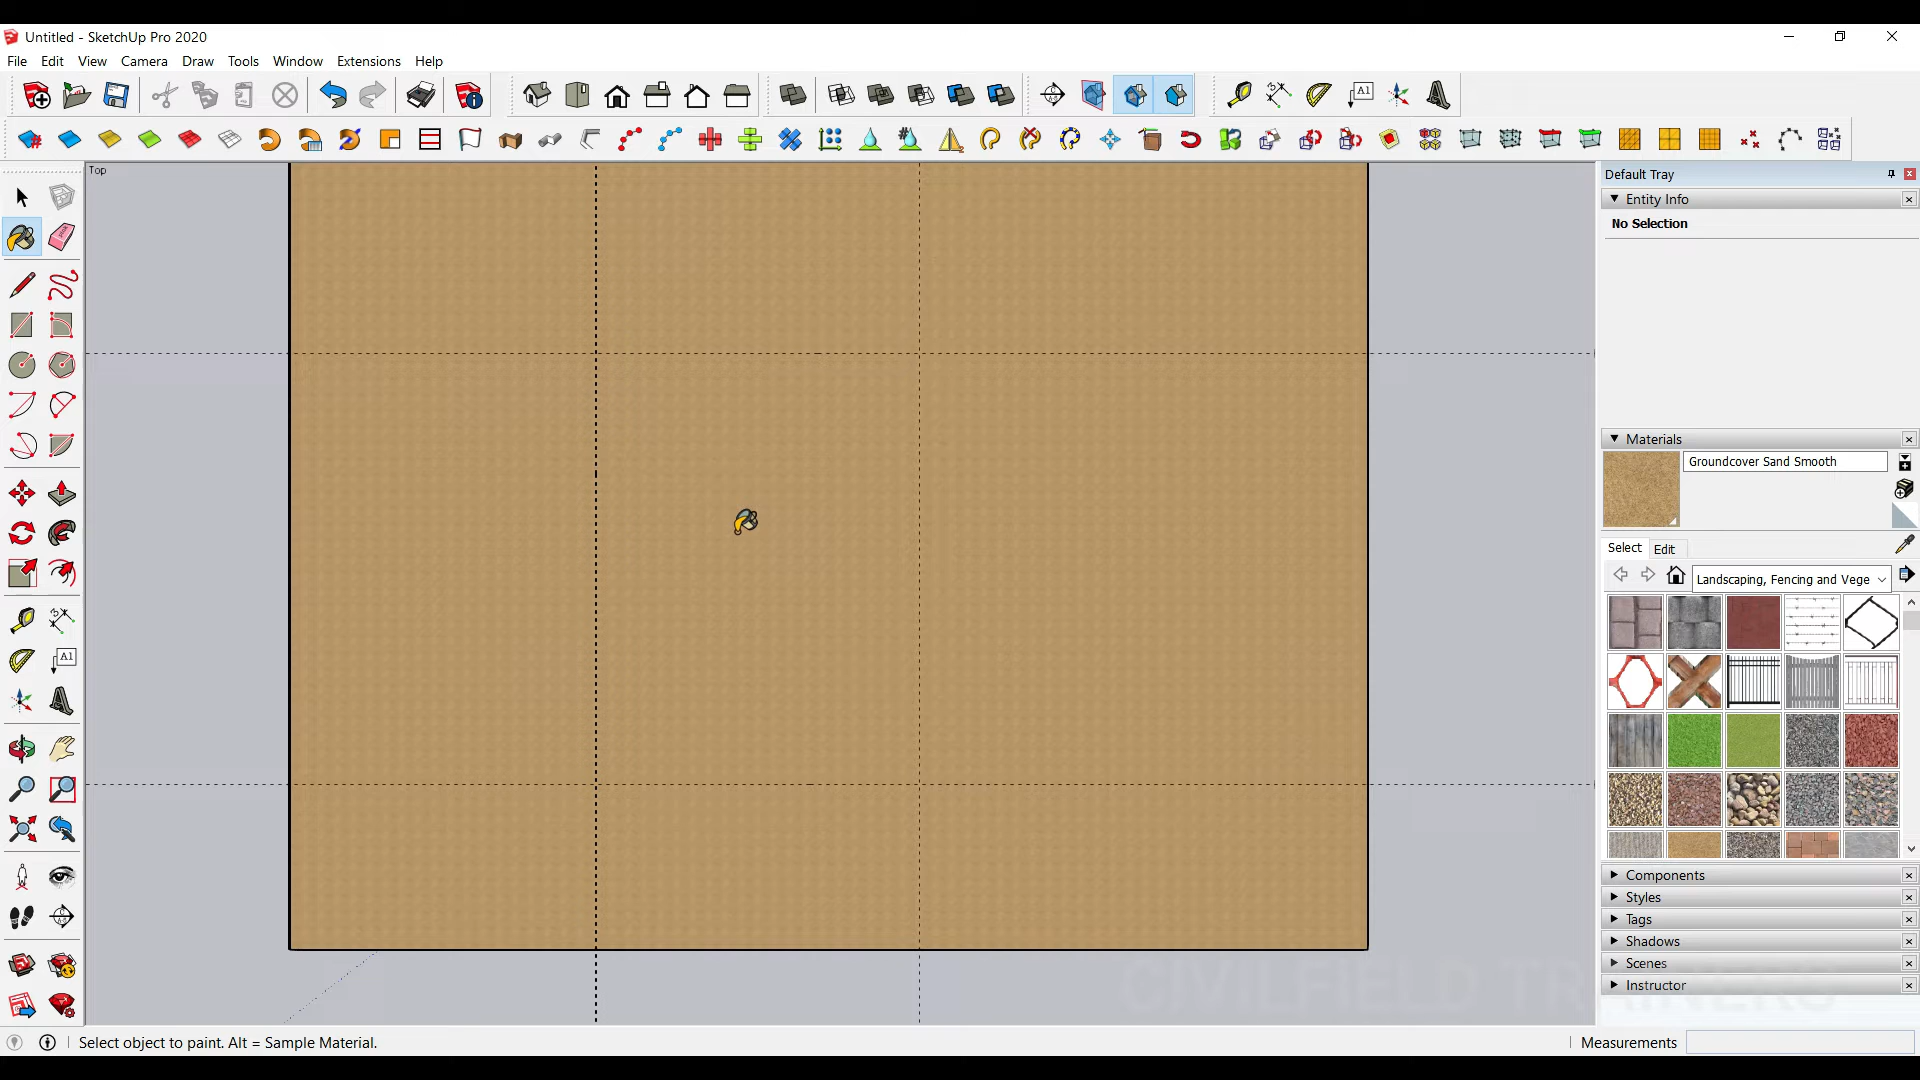 Untitled - SketchUp Pro 2020
File Edit View Camera Draw Tools Window Extensions Help
Top
Default Tray
Entity Info
No Selection
Materials
Groundcover Sand Smooth
Select Edit
Landscaping, Fencing and Vege
Components
Styles
Tags
Shadows
Scenes
Instructor
CIVILFIELD TRAINERS
Select object to paint. Alt = Sample Material.
Measurements